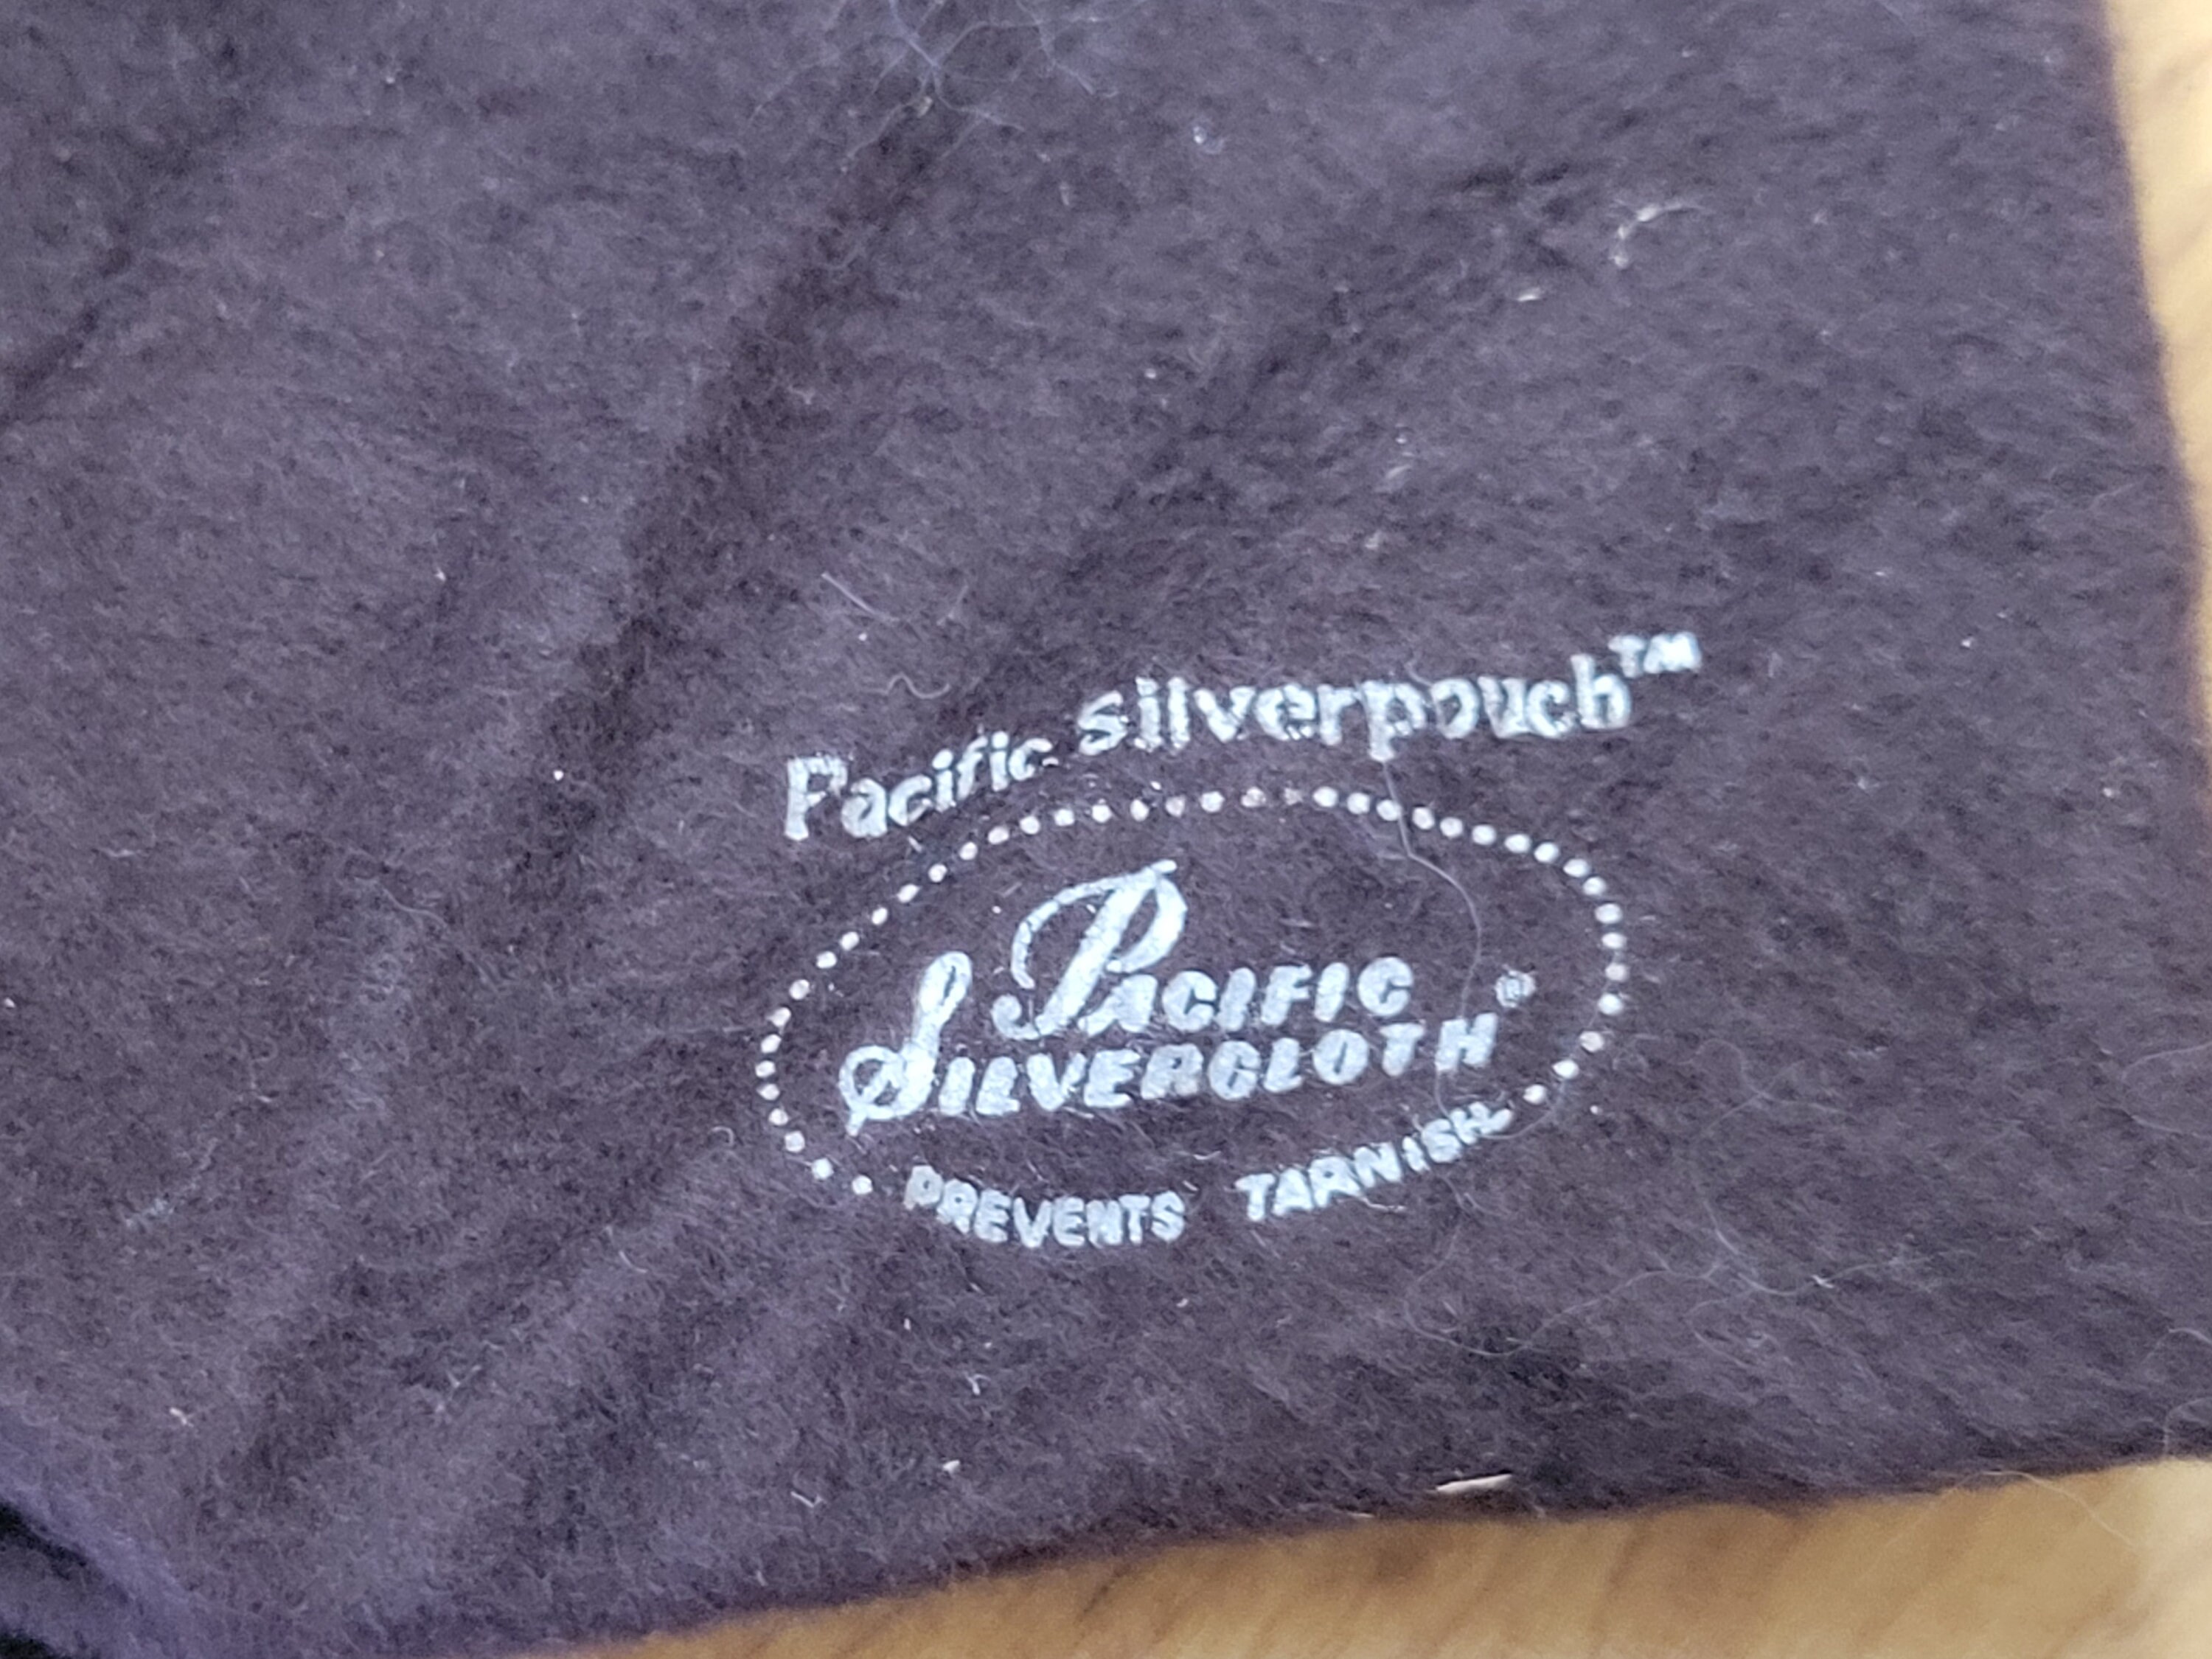 Pacific silverpouch™
PACIFIC ®
SILVERCLOTH
PREVENTS TARNISH